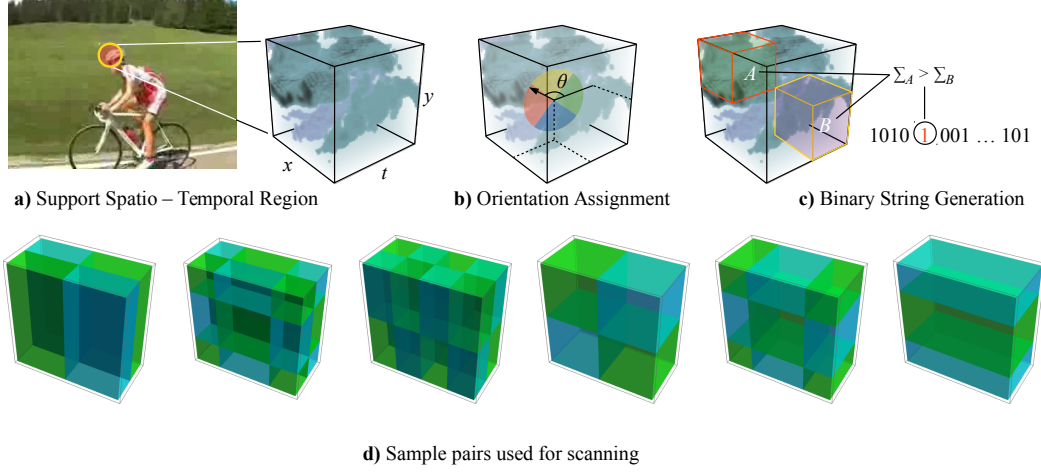 x
t
y
a) Support Spatio – Temporal Region
θ
b) Orientation Assignment
A
B
∑A > ∑B
1010 1 001 … 101
c) Binary String Generation
d) Sample pairs used for scanning